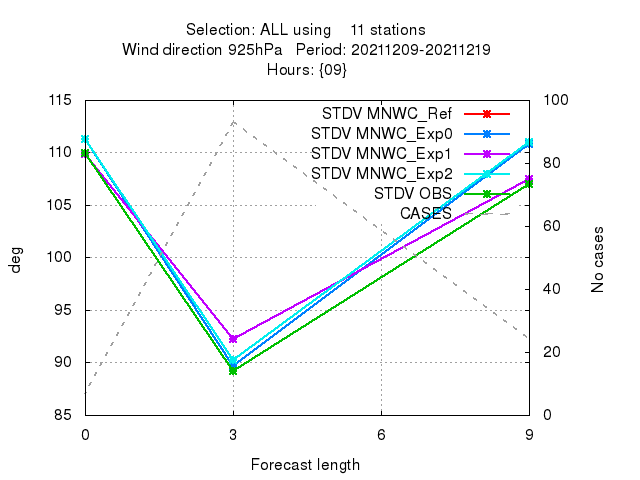 Selection: ALL using    11 stations
Wind direction 925hPa   Period: 20211209-20211219
Hours: {09}
115
110
105
100
95
90
85
100
80
60
40
20
0
STDV MNWC_Ref
STDV MNWC_Exp0
STDV MNWC_Exp1
STDV MNWC_Exp2
STDV OBS
CASES
deg
No cases
0 3 6 9
Forecast length